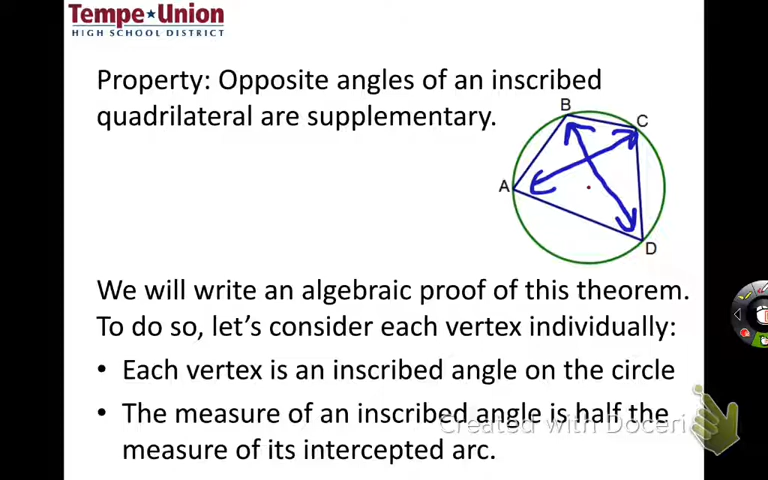 Tempe★Union
HIGH SCHOOL DISTRICT
Property: Opposite angles of an inscribed
quadrilateral are supplementary.
B
C
A
D
We will write an algebraic proof of this theorem.
To do so, let's consider each vertex individually:
• Each vertex is an inscribed angle on the circle
• The measure of an inscribed angle is half the
measure of its intercepted arc.
Created with Doceri